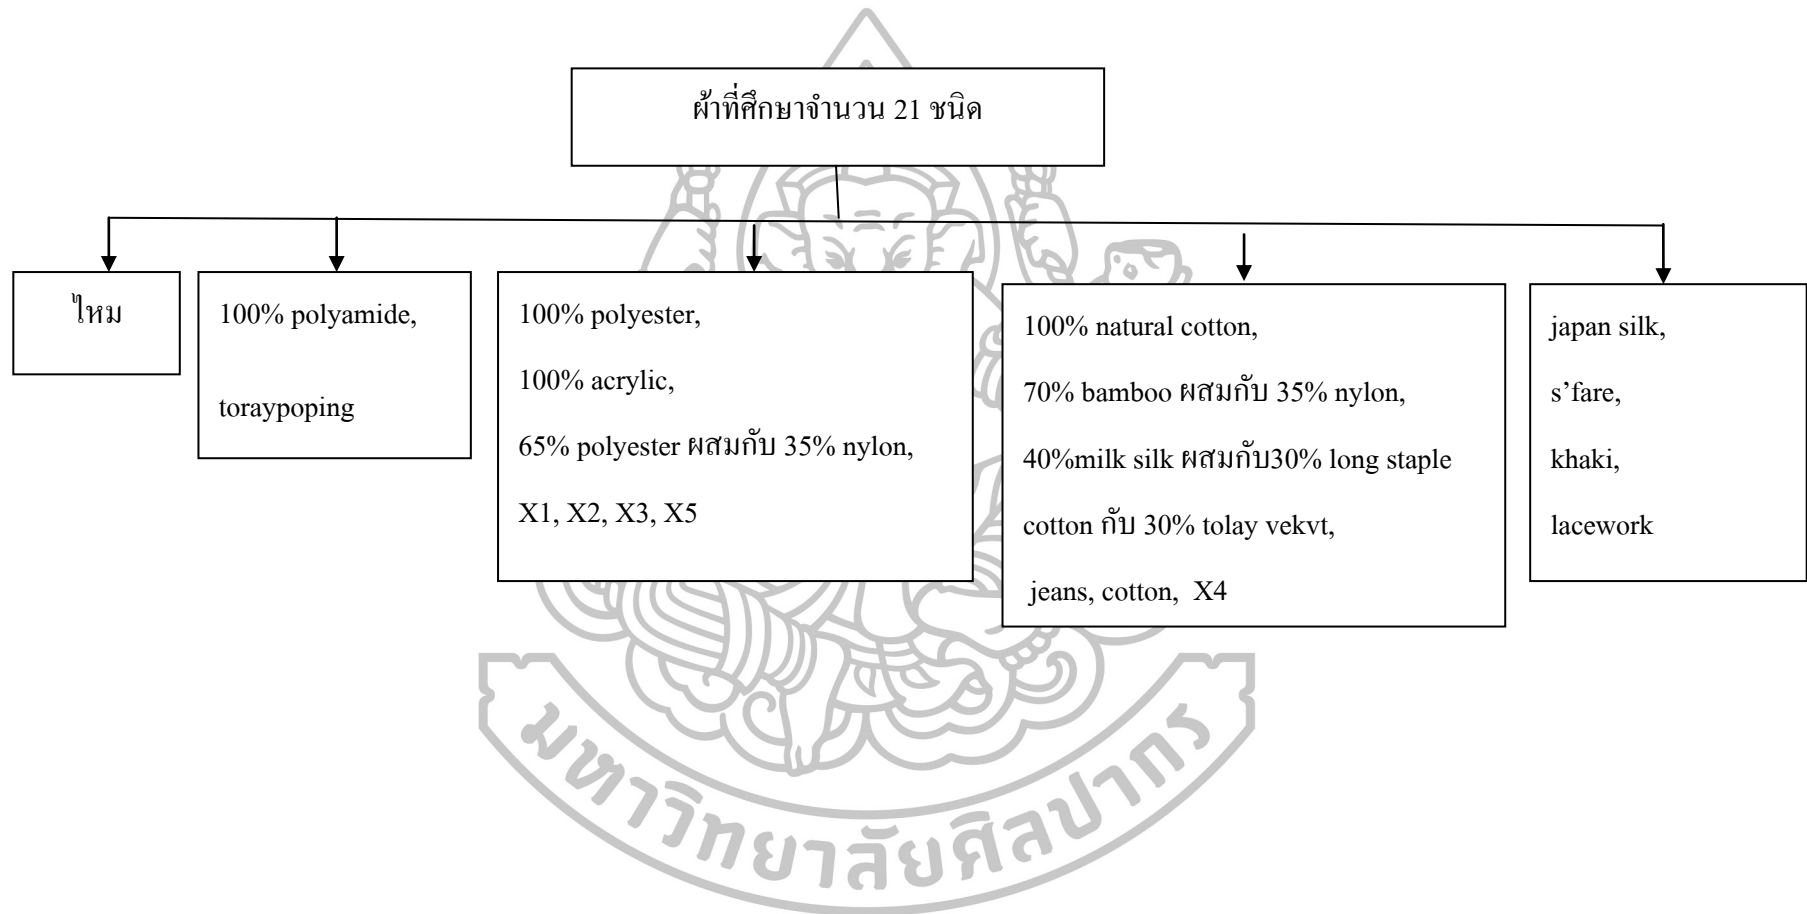 ผ้าที่ศึกษาจำนวน 21 ชนิด
ไหม
100% polyamide,
toraypoping
100% polyester,
100% acrylic,
65% polyester ผสมกับ 35% nylon,
X1, X2, X3, X5
100% natural cotton,
70% bamboo ผสมกับ 35% nylon,
40%milk silk ผสมกับ30% long staple
cotton กับ 30% tolay vekvt,
jeans, cotton, X4
japan silk,
s’fare,
khaki,
lacework
มหาวิทยาลัยศิลปากร